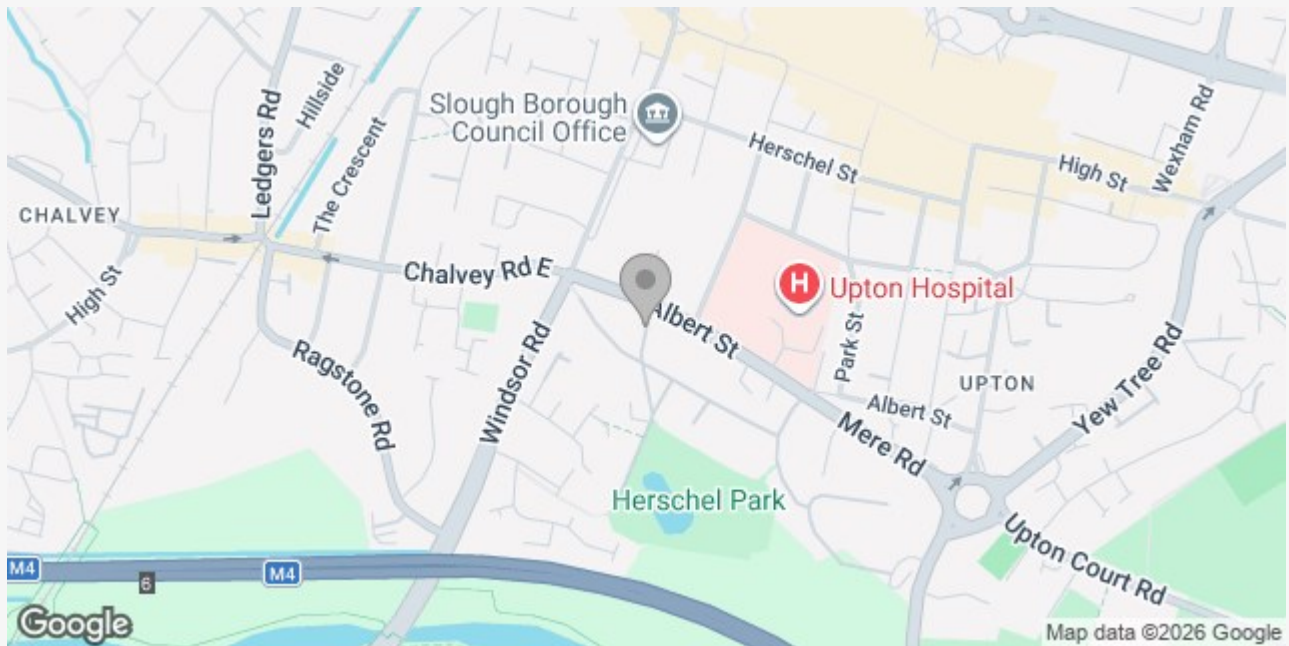 Slough Borough
Council Office
Ledgers Rd
Hillside
The Crescent
Herschel St
High St
Wexham Rd
CHALVEY
High St
Chalvey Rd E
H
Upton Hospital
Albert St
Park St
Ragstone Rd
Windsor Rd
UPTON
Albert St
Yew Tree Rd
Mere Rd
Herschel Park
Upton Court Rd
M4
6
M4
Google
Map data ©2026 Google